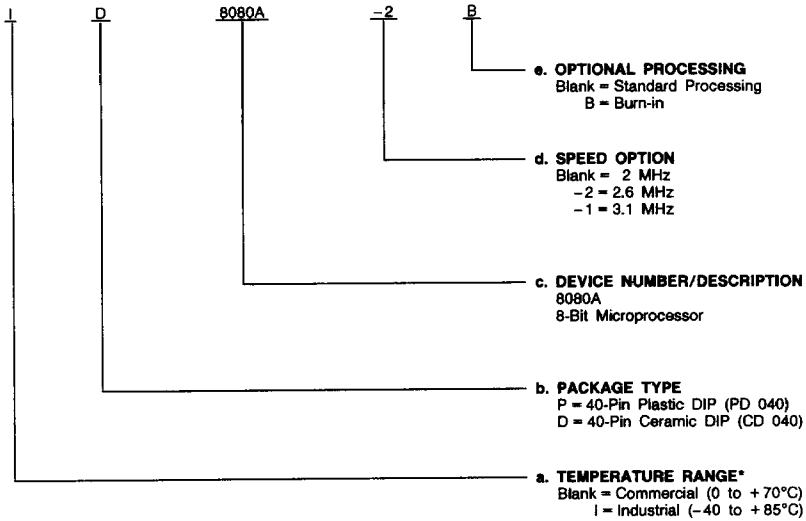 I D 8080A -2 B
e. OPTIONAL PROCESSING
Blank = Standard Processing
B = Burn-in
d. SPEED OPTION
Blank = 2 MHz
-2 = 2.6 MHz
-1 = 3.1 MHz
c. DEVICE NUMBER/DESCRIPTION
8080A
8-Bit Microprocessor
b. PACKAGE TYPE
P = 40-Pin Plastic DIP (PD 040)
D = 40-Pin Ceramic DIP (CD 040)
a. TEMPERATURE RANGE*
Blank = Commercial (0 to +70°C)
I = Industrial (-40 to +85°C)